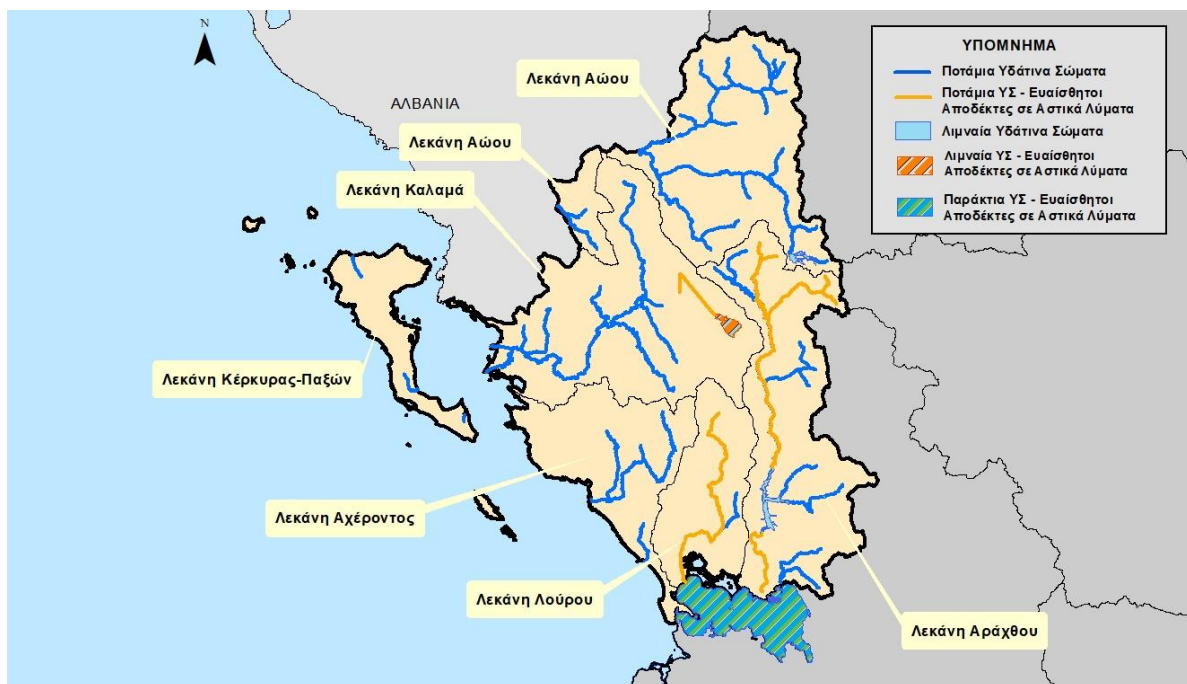 N
ΥΠΟΜΝΗΜΑ
Ποτάμια Υδάτινα Σώματα
Ποτάμια ΥΣ - Ευαίσθητοι
Αποδέκτες σε Αστικά Λύματα
Λιμναία Υδάτινα Σώματα
Λιμναία ΥΣ - Ευαίσθητοι
Αποδέκτες σε Αστικά Λύματα
Παράκτια ΥΣ - Ευαίσθητοι
Αποδέκτες σε Αστικά Λύματα
Λεκάνη Αώου
ΑΛΒΑΝΙΑ
Λεκάνη Αώου
Λεκάνη Καλαμά
Λεκάνη Κέρκυρας-Παξών
Λεκάνη Αχέροντος
Λεκάνη Λούρου
Λεκάνη Αράχθου